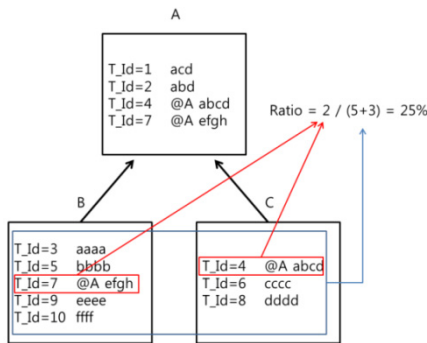 A
T_Id=1 acd
T_Id=2 abd
T_Id=4 @A abcd
T_Id=7 @A efgh
Ratio = 2 / (5+3) = 25%
B
T_Id=3 aaaa
T_Id=5 bbbb
T_Id=7 @A efgh
T_Id=9 eeee
T_Id=10 ffff
C
T_Id=4 @A abcd
T_Id=6 cccc
T_Id=8 dddd